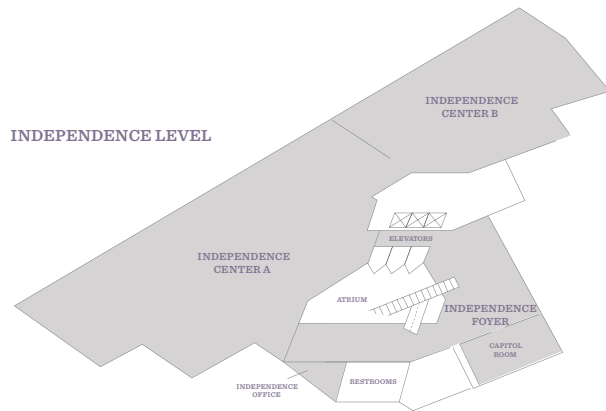 INDEPENDENCE
CENTER B
INDEPENDENCE LEVEL
ELEVATORS
INDEPENDENCE
CENTER A
ATRIUM
INDEPENDENCE
FOYER
CAPITOL
ROOM
RESTROOMS
INDEPENDENCE
OFFICE